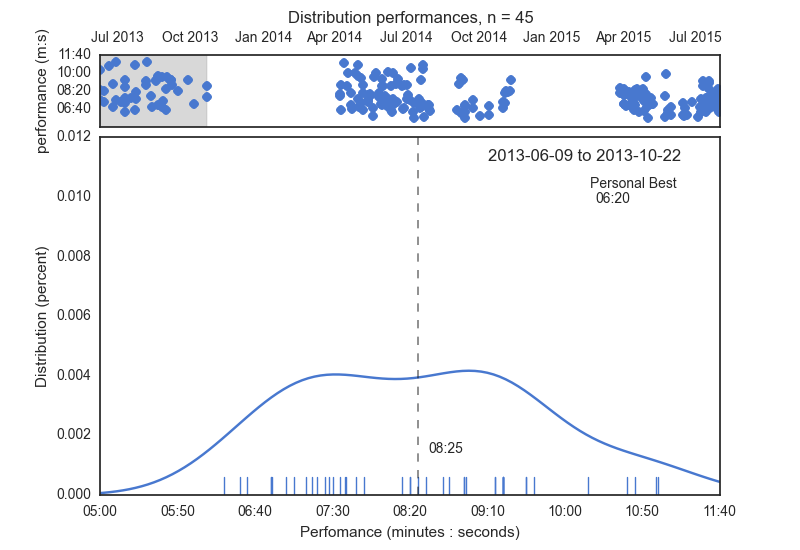 Distribution performances, n = 45
Jul 2013 Oct 2013 Jan 2014 Apr 2014 Jul 2014 Oct 2014 Jan 2015 Apr 2015 Jul 2015
performance (m:s)
11:40
10:00
08:20
06:40
Distribution (percent)
0.012
0.010
0.008
0.006
0.004
0.002
0.000
2013-06-09 to 2013-10-22
Personal Best
06:20
08:25
05:00 05:50 06:40 07:30 08:20 09:10 10:00 10:50 11:40
Perfomance (minutes : seconds)